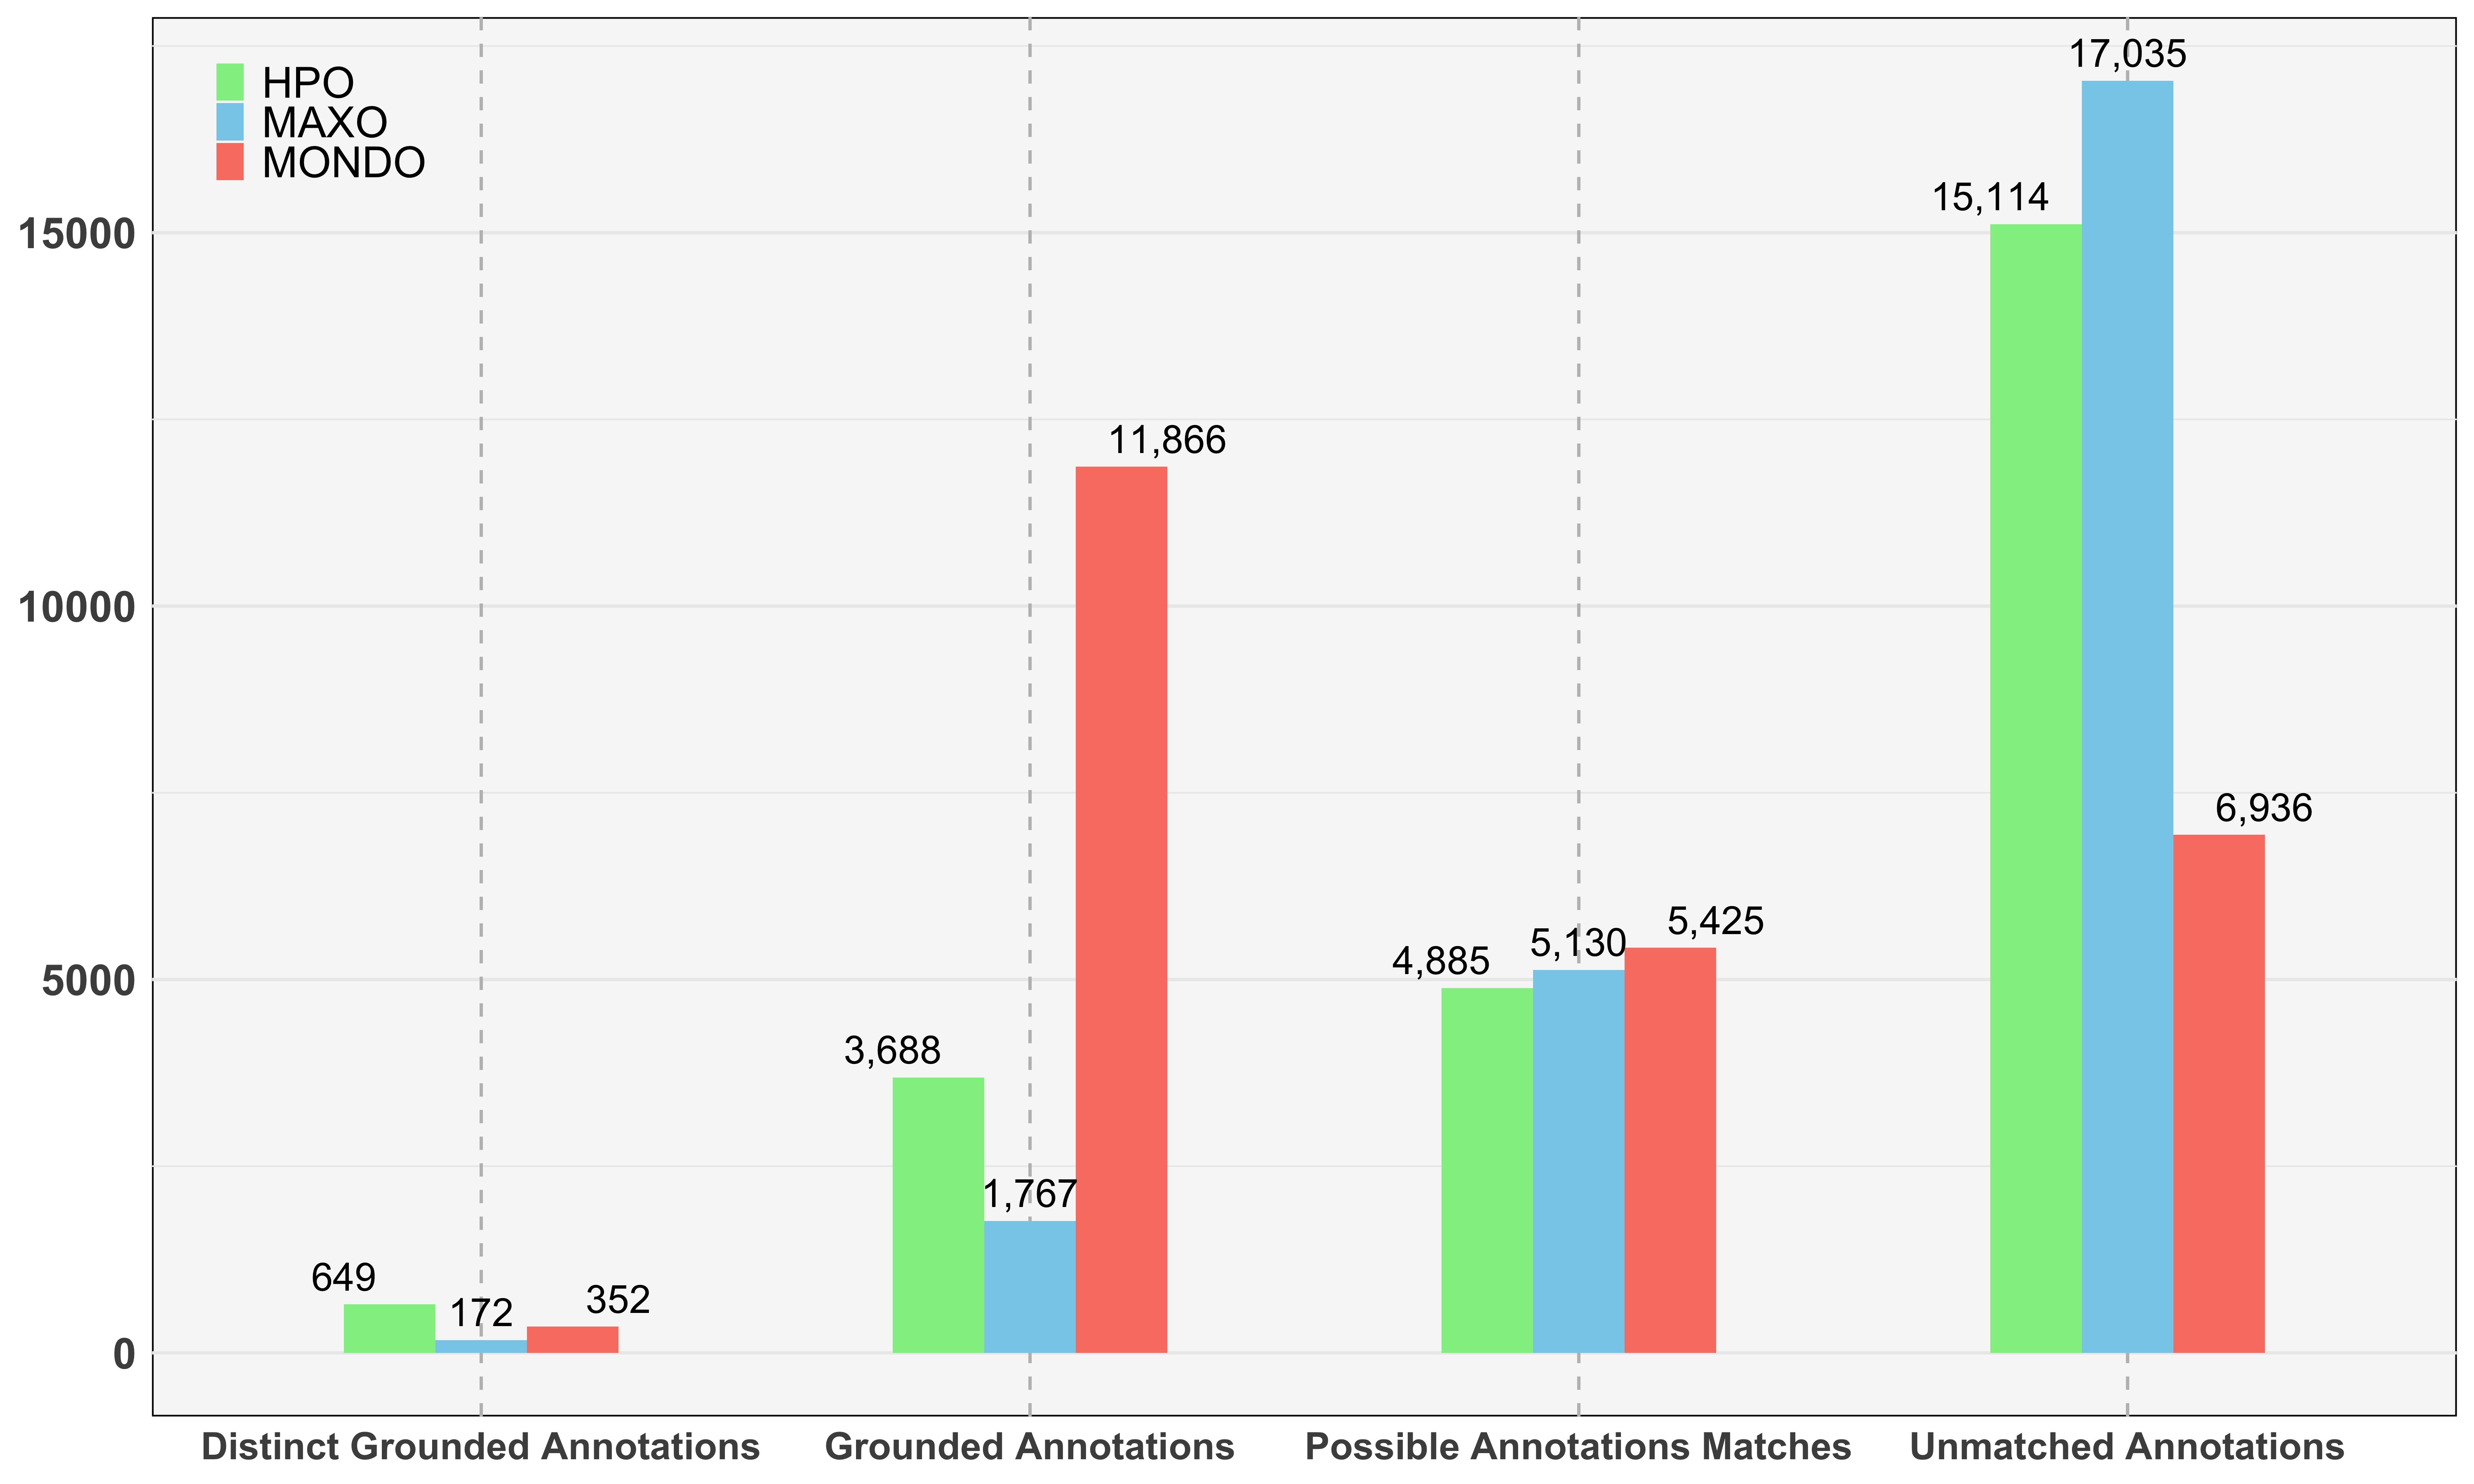 HPO
MAXO
MONDO
15000
10000
5000
0
649
172
352
3,688
1,767
11,866
4,885
5,130
5,425
15,114
17,035
6,936
Distinct Grounded Annotations
Grounded Annotations
Possible Annotations Matches
Unmatched Annotations